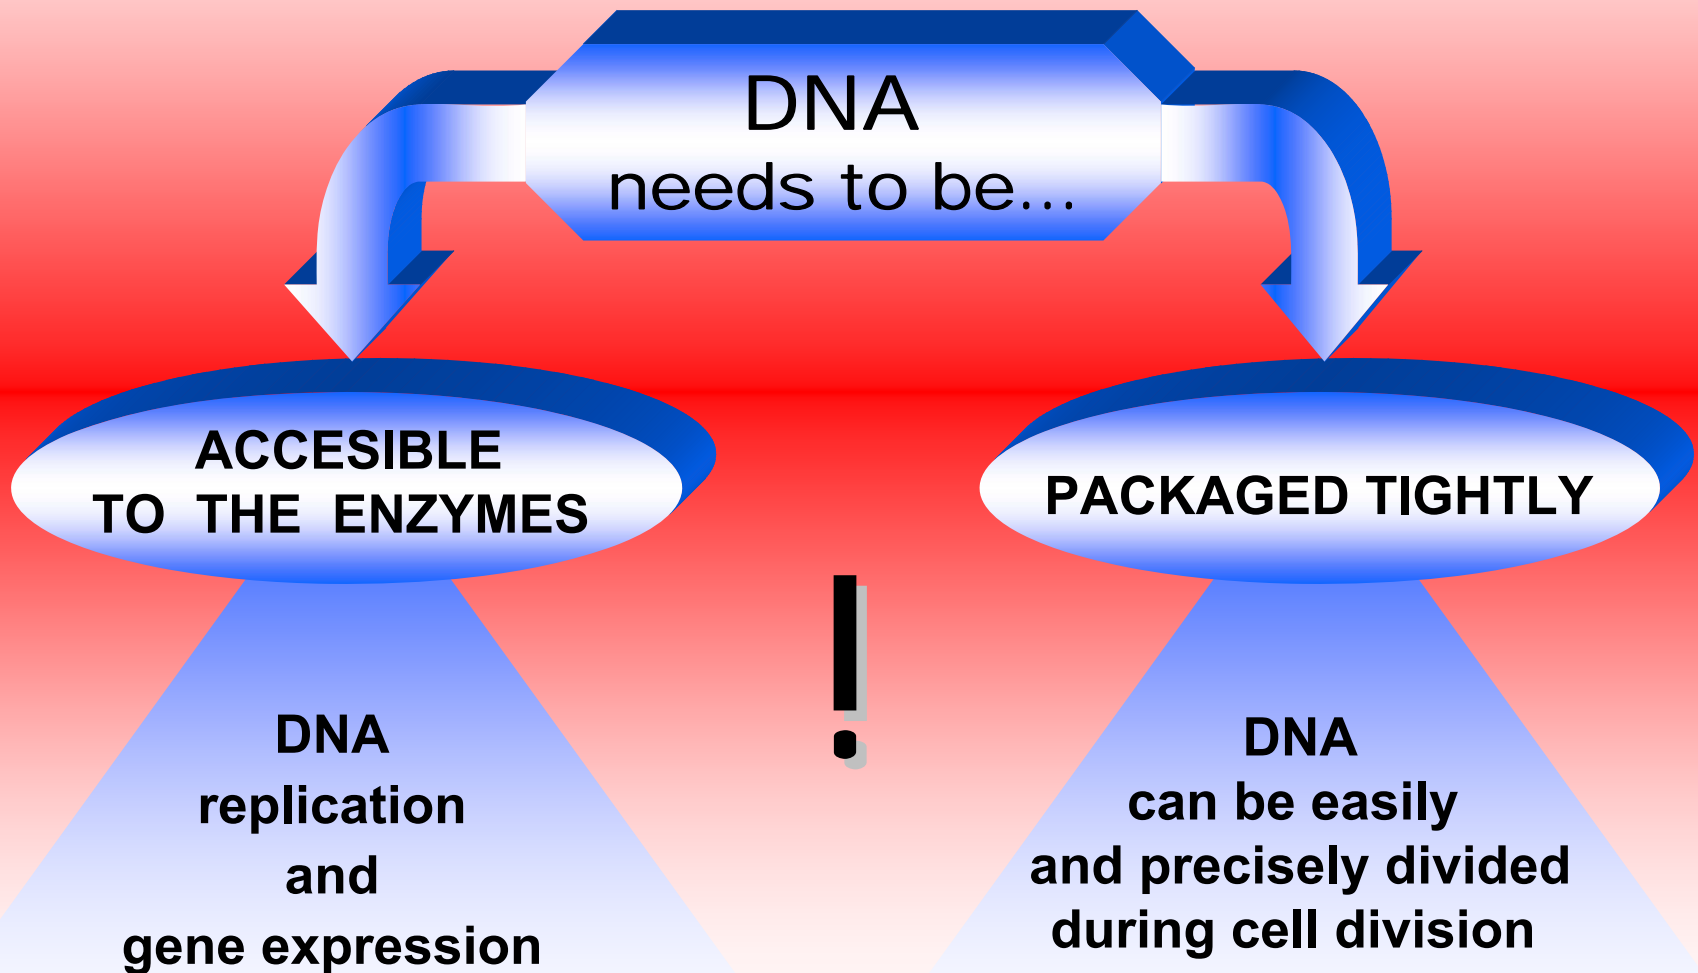 DNA
needs to be...
ACCESIBLE
TO THE ENZYMES
PACKAGED TIGHTLY
!
DNA
replication
and
gene expression
DNA
can be easily
and precisely divided
during cell division